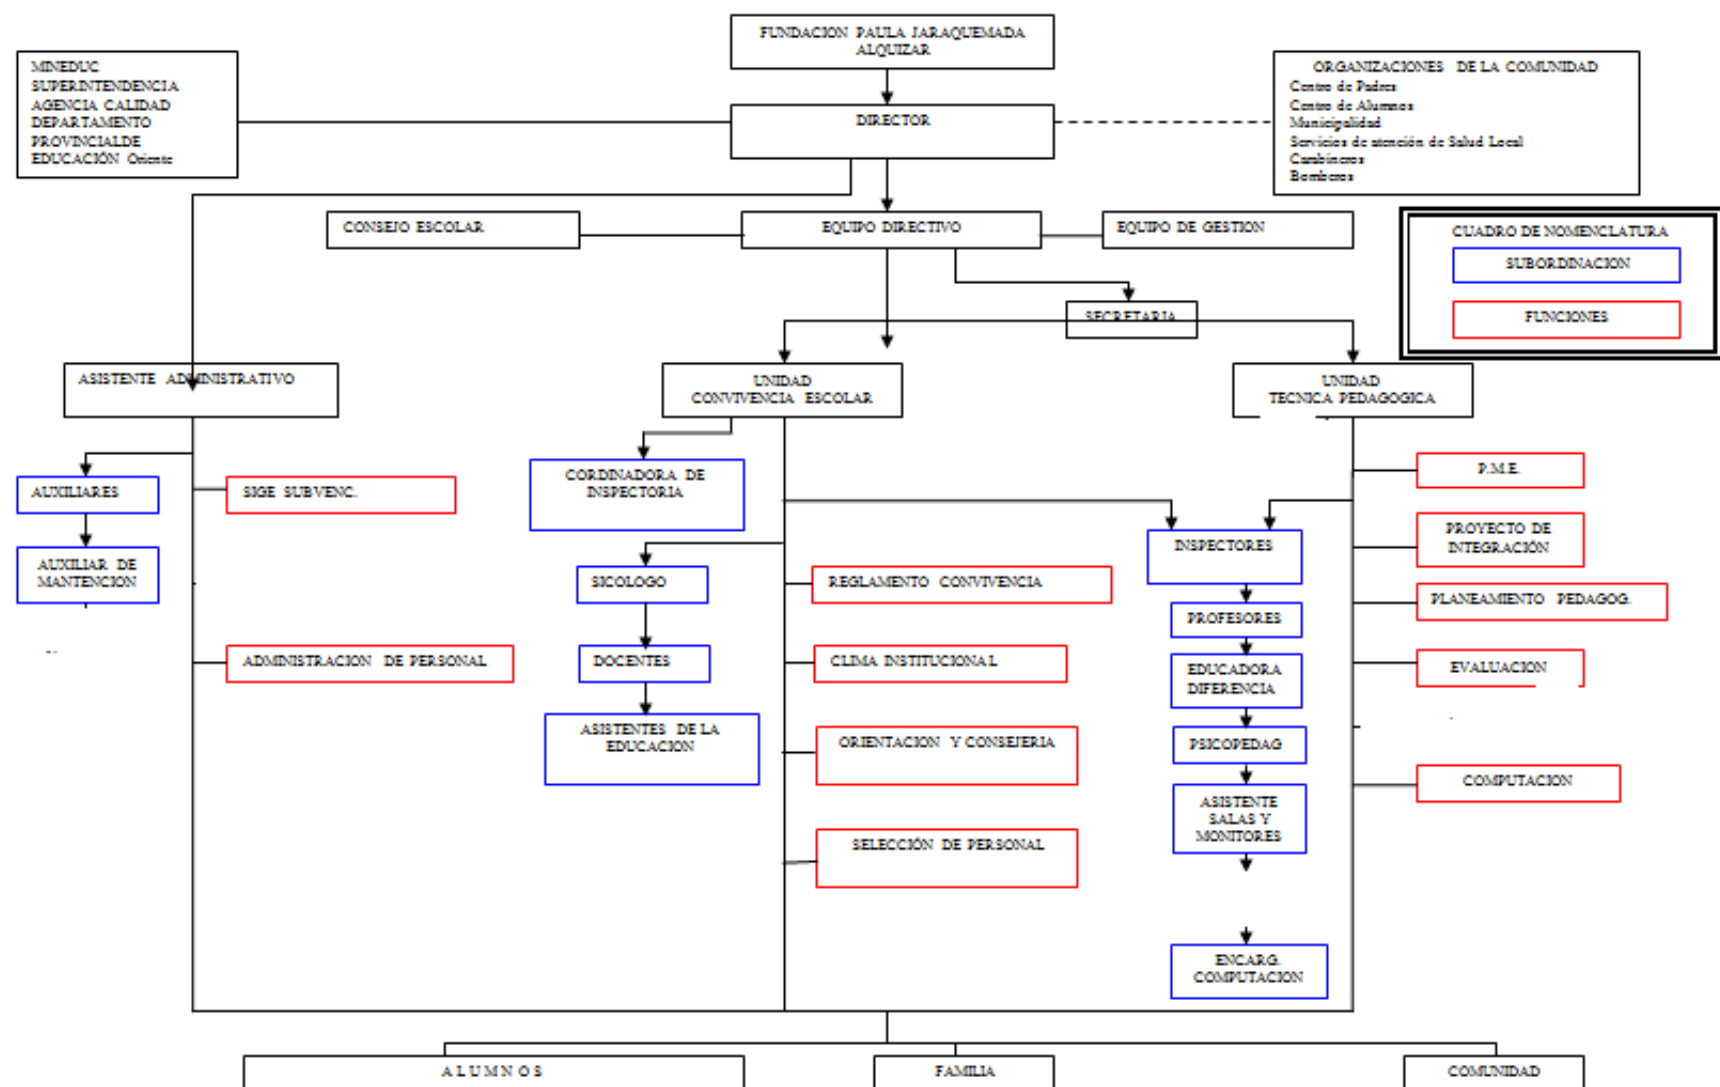 FUNDACION PAULA JARAQUEMADA
ALQUIZAR
MINEDUC
SUPERINTENDENCIA
AGENCIA CALIDAD
DEPARTAMENTO
PROVINCIALDE
EDUCACIÓN Oriente
DIRECTOR
ORGANIZACIONES DE LA COMUNIDAD
Centro de Padres
Centro de Alumnos
Municipalidad
Servicios de atención de Salud Local
Carabineros
Bomberos
CONSEJO ESCOLAR
EQUIPO DIRECTIVO
EQUIPO DE GESTION
CUADRO DE NOMENCLATURA
SUBORDINACION
FUNCIONES
SECRETARIA
ASISTENTE ADMINISTRATIVO
UNIDAD
CONVIVENCIA ESCOLAR
UNIDAD
TECNICA PEDAGOGICA
AUXILIARES
AUXILIAR DE
MANTENCION
SIGE SUBVENC.
ADMINISTRACION DE PERSONAL
CORDINADORA DE
INSPECTORIA
SICOLOGO
DOCENTES
ASISTENTES DE LA
EDUCACION
REGLAMENTO CONVIVENCIA
CLIMA INSTITUCIONAL
ORIENTACION Y CONSEJERIA
SELECCIÓN DE PERSONAL
INSPECTORES
PROFESORES
EDUCADORA
DIFERENCIA
PSICOPEDAG
ASISTENTE
SALAS Y
MONITORES
ENCARG.
COMPUTACION
P.M.E.
PROYECTO DE
INTEGRACIÓN
PLANEAMIENTO PEDAGOG.
EVALUACION
COMPUTACION
ALUMNOS
FAMILIA
COMUNIDAD